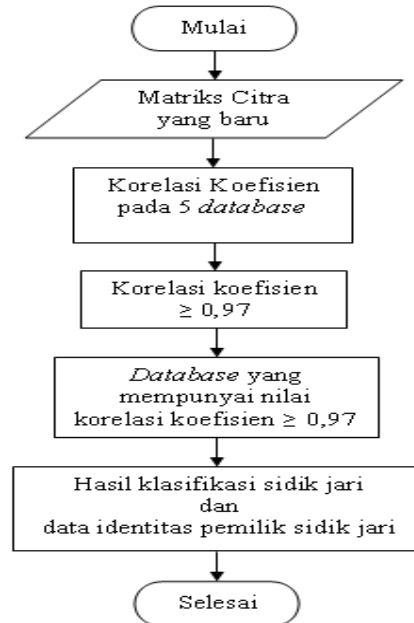 Mulai
Matriks Citra
yang baru
Korelasi Koefisien
pada 5 database
Korelasi koefisien
≥ 0,97
Database yang
mempunyai nilai
korelasi koefisien ≥ 0,97
Hasil klasifikasi sidik jari
dan
data identitas pemilik sidik jari
Selesai